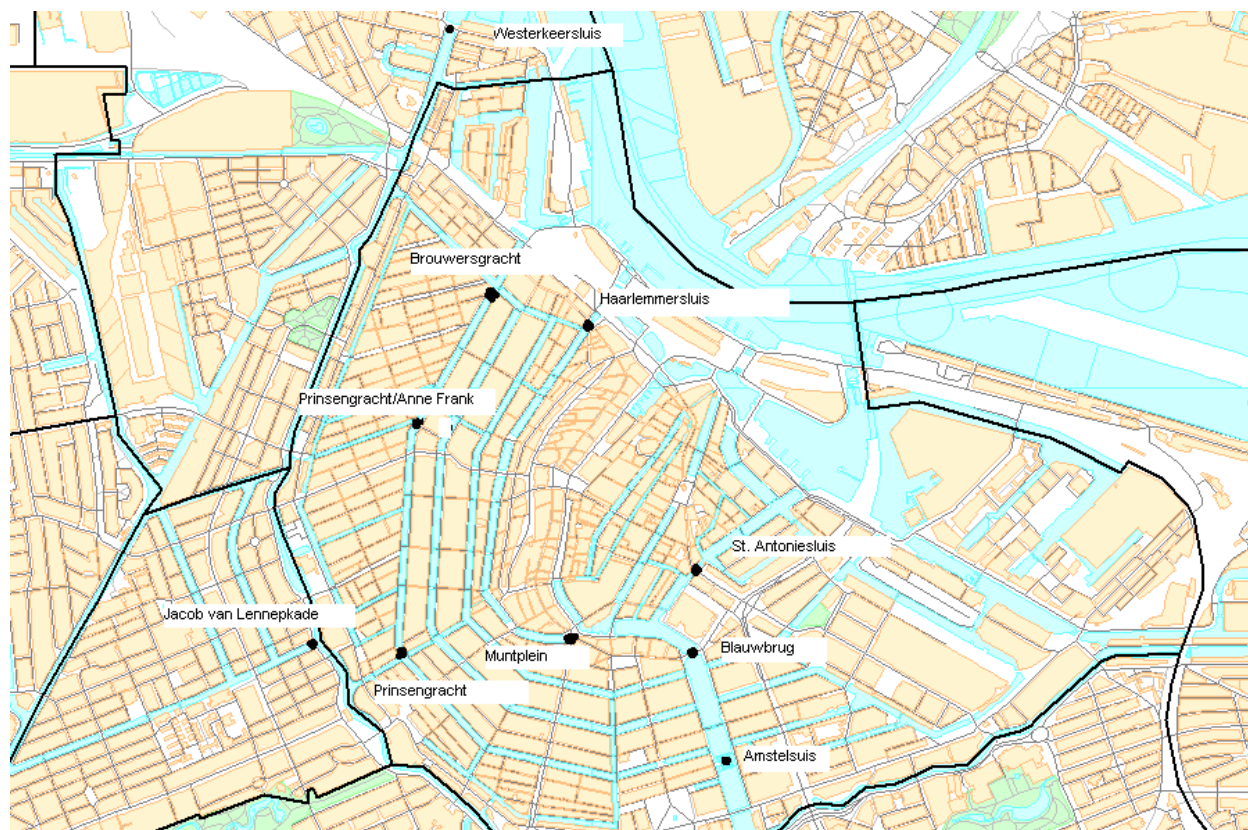 Westerkeersluis
Brouwersgracht
Haarlemmersluis
Prinsengracht/Anne Frank
St. Antoniesluis
Jacob van Lennepkade
Muntplein
Blauwbrug
Prinsengracht
Amstelsuis